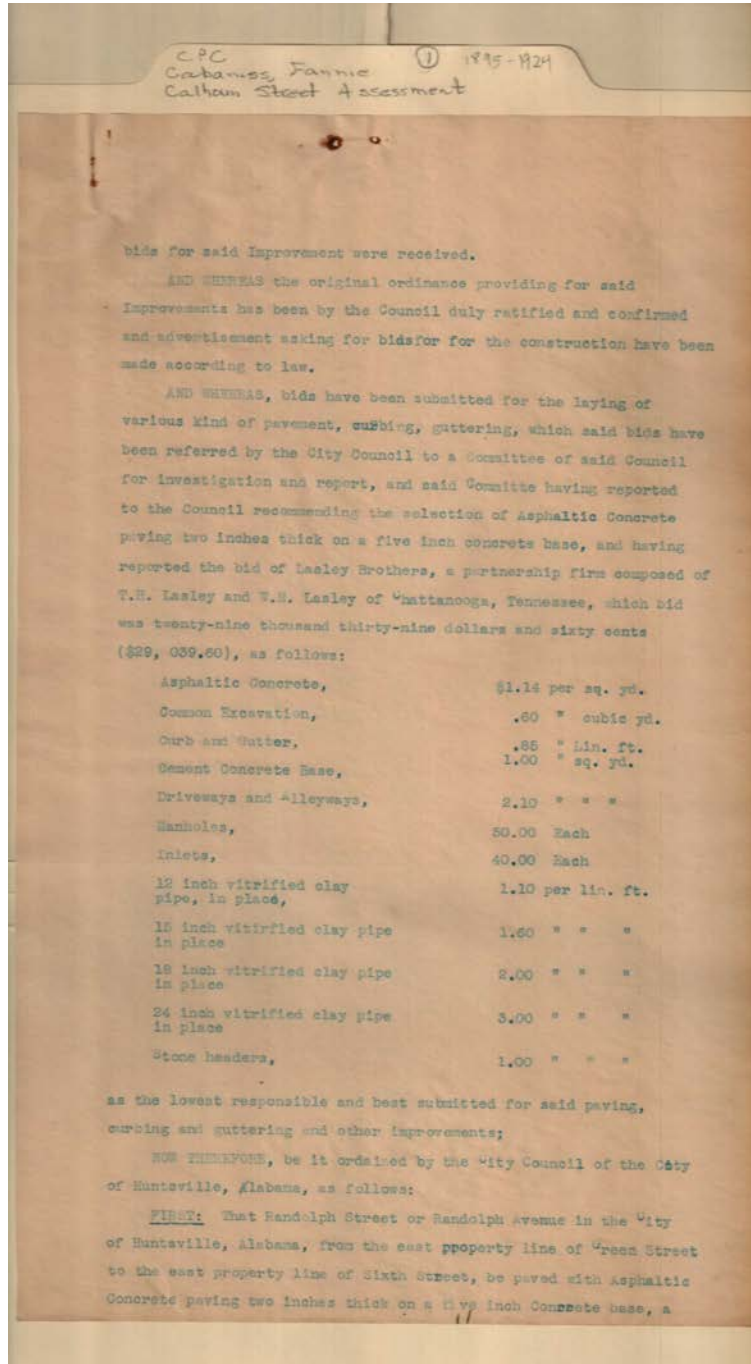 CPC ① 1895-1924
Cabaniss, Fannie
Calhoun Street Assessment
bids for said Improvement were received.
AND WHEREAS the original ordinance providing for said
Improvements has been by the Council duly ratified and confirmed
and advertisement asking for bidsfor for the construction have been
made according to law.
AND WHEREAS, bids have been submitted for the laying of
various kind of pavement, curbing, guttering, which said bids have
been referred by the City Council to a Committee of said Council
for investigation and report, and said Committe having reported
to the Council recommending the selection of Asphaltic Concrete
paving two inches thick on a five inch concrete base, and having
reported the bid of Lasley Brothers, a partnership firm composed of
T.H. Lasley and W.H. Lasley of Chattanooga, Tennessee, which bid
was twenty-nine thousand thirty-nine dollars and sixty cents
($29, 039.60), as follows:
Asphaltic Concrete, $1.14 per sq. yd.
Common Excavation, .60 " cubic yd.
Curb and Gutter, .85 " Lin. ft.
Cement Concrete Base, 1.00 " sq. yd.
Driveways and Alleyways, 2.10 " " "
Manholes, 50.00 Each
Inlets, 40.00 Each
12 inch vitrified clay
pipe, in place, 1.10 per lin. ft.
15 inch vitirfied clay pipe
in place 1.60 " " "
18 inch vitrified clay pipe
in place 2.00 " " "
24 inch vitrified clay pipe
in place 3.00 " " "
Stone headers, 1.00 " " "
as the lowest responsible and best submitted for said paving,
curbing and guttering and other improvements;
NOW THEREFORE, be it ordained by the City Council of the City
of Huntsville, Alabama, as follows:
FIRST: That Randolph Street or Randolph Avenue in the City
of Huntsville, Alabama, from the east ppoperty line of Green Street
to the east property line of Sixth Street, be paved with Asphaltic
Concrete paving two inches thick on a five inch Concrete base, a
11